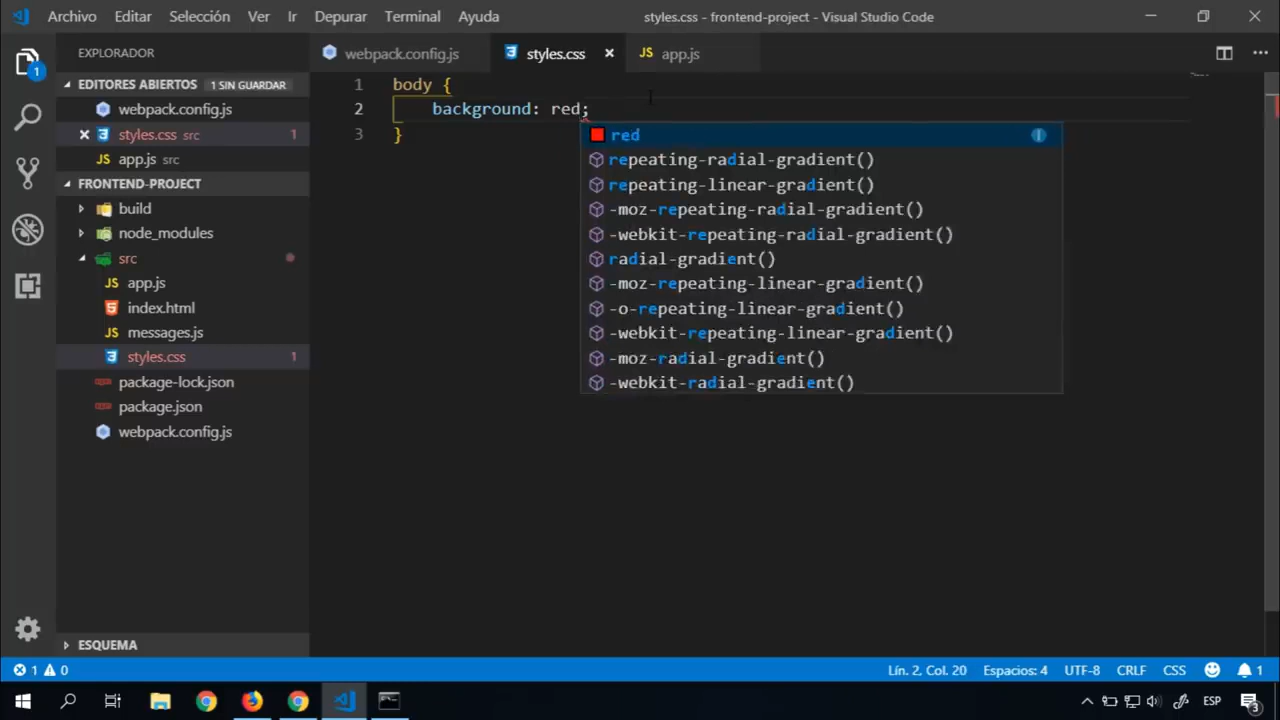 Archivo Editar Selección Ver Ir Depurar Terminal Ayuda styles.css - frontend-project - Visual Studio Code
EXPLORADOR
webpack.config.js styles.css JS app.js
EDITORES ABIERTOS 1 SIN GUARDAR
webpack.config.js
styles.css src 1
JS app.js src
FRONTEND-PROJECT
build
node_modules
src
JS app.js
index.html
JS messages.js
styles.css 1
package-lock.json
package.json
webpack.config.js
ESQUEMA
1 body {
2 background: red;
3 }
red
repeating-radial-gradient()
repeating-linear-gradient()
-moz-repeating-radial-gradient()
-webkit-repeating-radial-gradient()
radial-gradient()
-moz-repeating-linear-gradient()
-o-repeating-linear-gradient()
-webkit-repeating-linear-gradient()
-moz-radial-gradient()
-webkit-radial-gradient()
1 0 Lín. 2, Col. 20 Espacios: 4 UTF-8 CRLF CSS 1
ESP 3